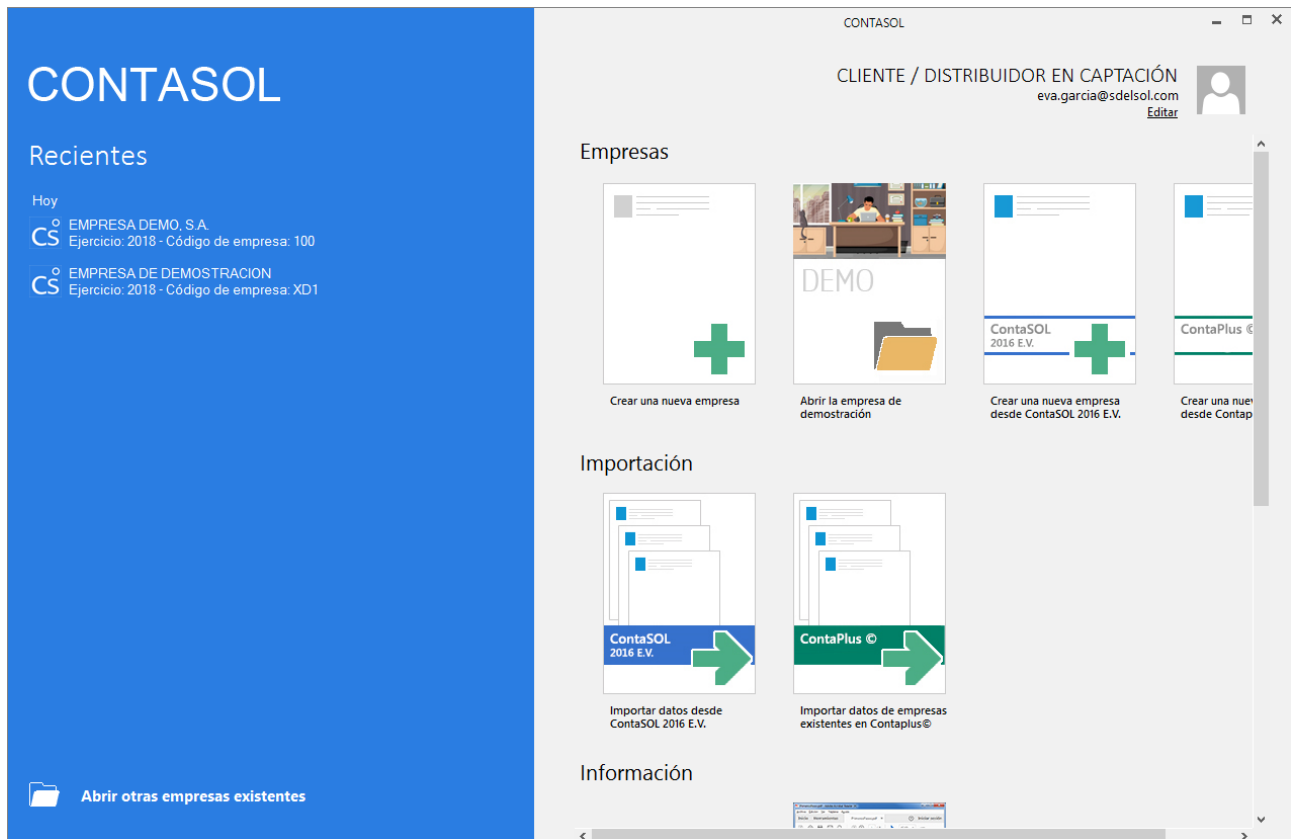 CONTASOL
CONTASOL
CLIENTE / DISTRIBUIDOR EN CAPTACIÓN
eva.garcia@sdelsol.com
Editar
Recientes
Hoy
Cs
EMPRESA DEMO, S.A.
Ejercicio: 2018 - Código de empresa: 100
Cs
EMPRESA DE DEMOSTRACION
Ejercicio: 2018 - Código de empresa: XD1
Abrir otras empresas existentes
Empresas
DEMO
ContaSOL
2016 E.V.
ContaPlus ©
Crear una nueva empresa
Abrir la empresa de
demostración
Crear una nueva empresa
desde ContaSOL 2016 E.V.
Crear una nue
desde Contap
Importación
ContaSOL
2016 E.V.
ContaPlus ©
Importar datos desde
ContaSOL 2016 E.V.
Importar datos de empresas
existentes en Contaplus©
Información